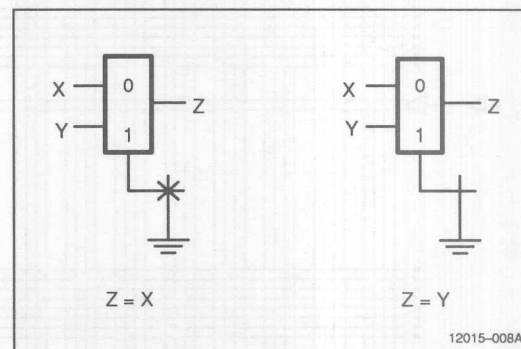 X 0 Z
Y 1
X 0 Z
Y 1
Z = X
Z = Y
12015–008A